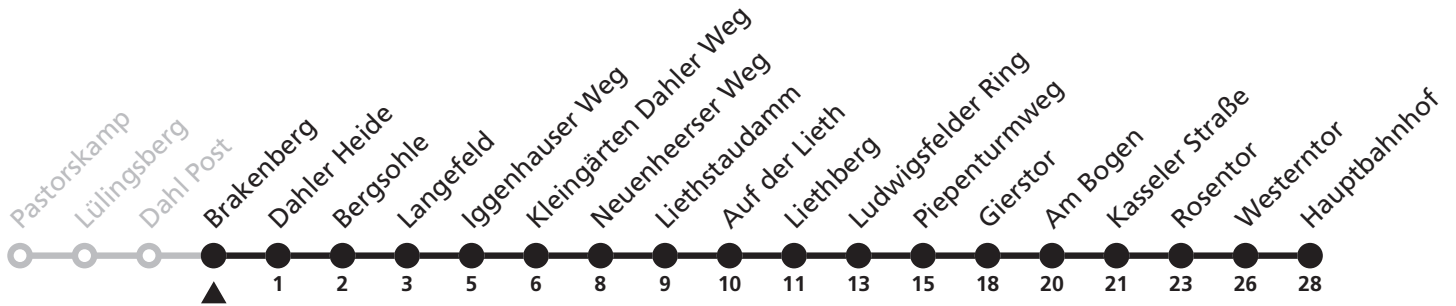 Pastorskamp
Lülingsberg
Dahl Post
Brakenberg
Dahler Heide
Bergsohle
Langefeld
Iggenhauser Weg
Kleingärten Dahler Weg
Neuenheerser Weg
Liethstaudamm
Auf der Lieth
Liethberg
Ludwigsfelder Ring
Piepenturmweg
Gierstor
Am Bogen
Kasseler Straße
Rosentor
Westerntor
Hauptbahnhof
1 2 3 5 6 8 9 10 11 13 15 18 20 21 23 26 28